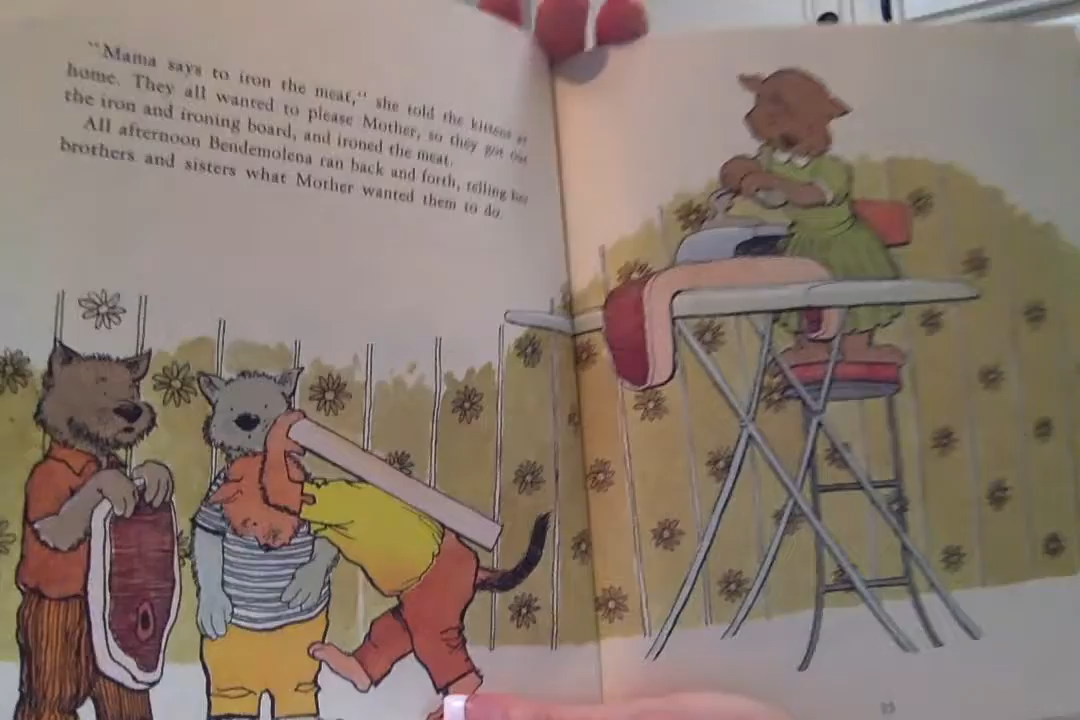 "Mama says to iron the meat," she told the kittens at
home. They all wanted to please Mother, so they got out
the iron and ironing board, and ironed the meat.
All afternoon Bendemolena ran back and forth, telling her
brothers and sisters what Mother wanted them to do.